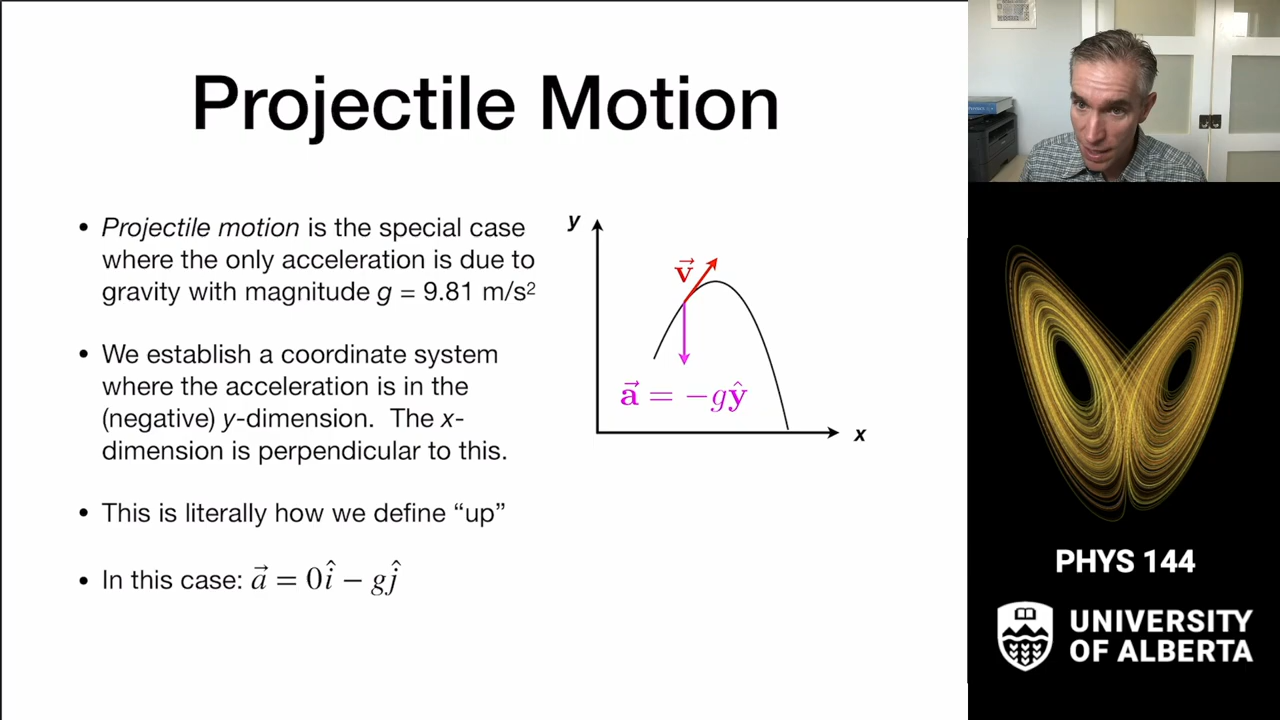 Projectile Motion
• Projectile motion is the special case
where the only acceleration is due to
gravity with magnitude g = 9.81 m/s²
• We establish a coordinate system
where the acceleration is in the
(negative) y-dimension. The x-
dimension is perpendicular to this.
• This is literally how we define “up”
• In this case: a⃗ = 0î − gĵ
y
v⃗
a⃗ = −gŷ
x
PHYS 144
UNIVERSITY
OF ALBERTA